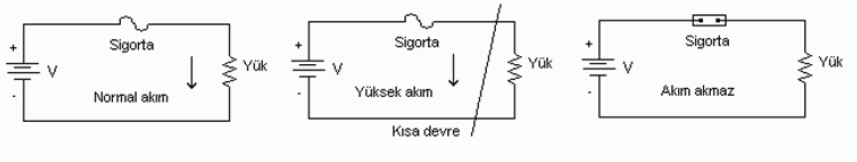 Sigorta
+
V
-
Yük
Normal akım
Sigorta
+
V
-
Yük
Yüksek akım
Kısa devre
Sigorta
+
V
-
Yük
Akım akmaz